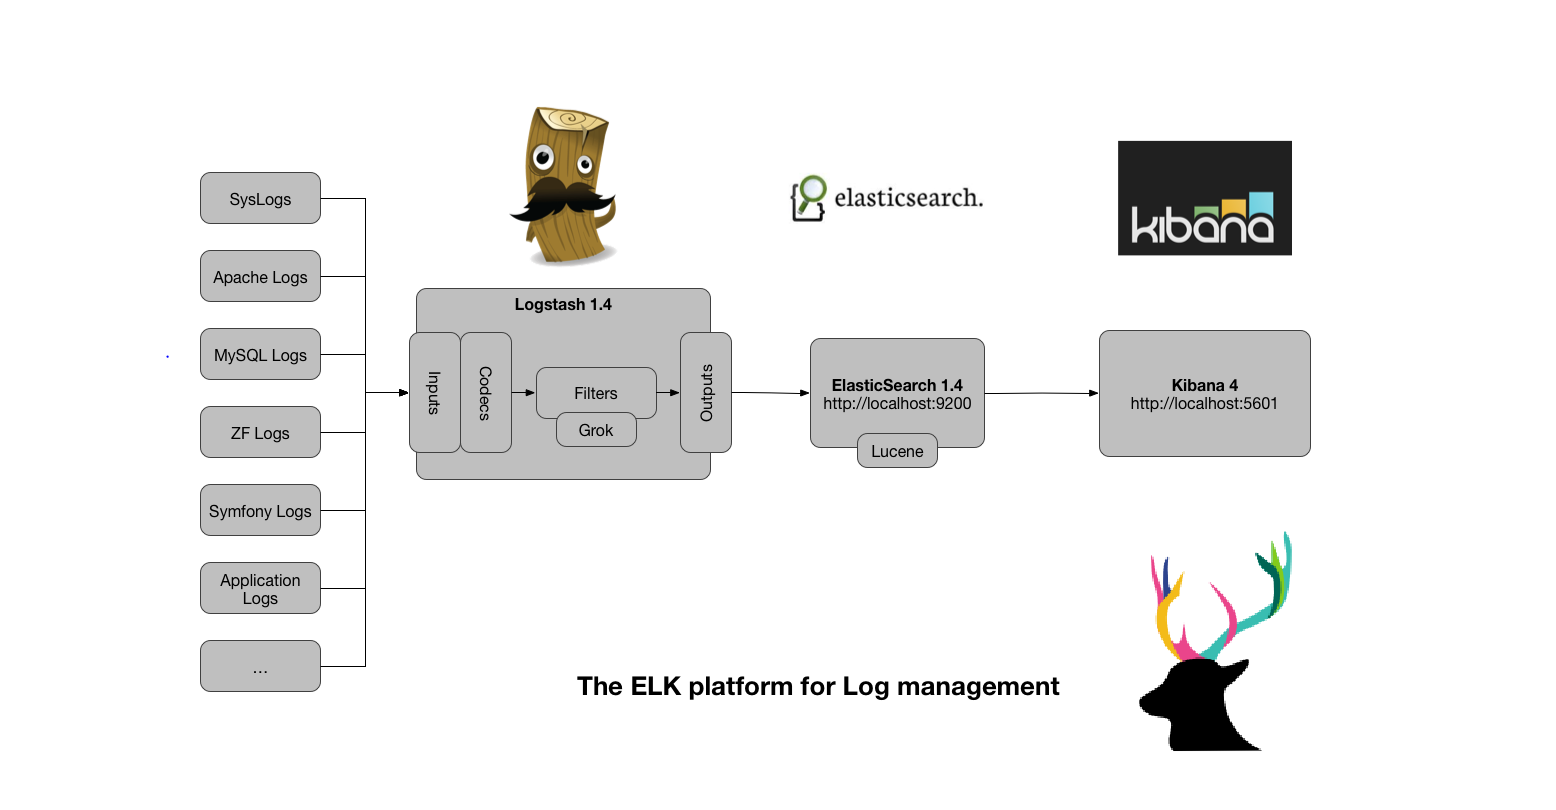 elasticsearch.
kibana
SysLogs
Apache Logs
MySQL Logs
ZF Logs
Symfony Logs
Application
Logs
...
Logstash 1.4
Inputs
Codecs
Filters
Grok
Outputs
ElasticSearch 1.4
http://localhost:9200
Lucene
Kibana 4
http://localhost:5601
The ELK platform for Log management